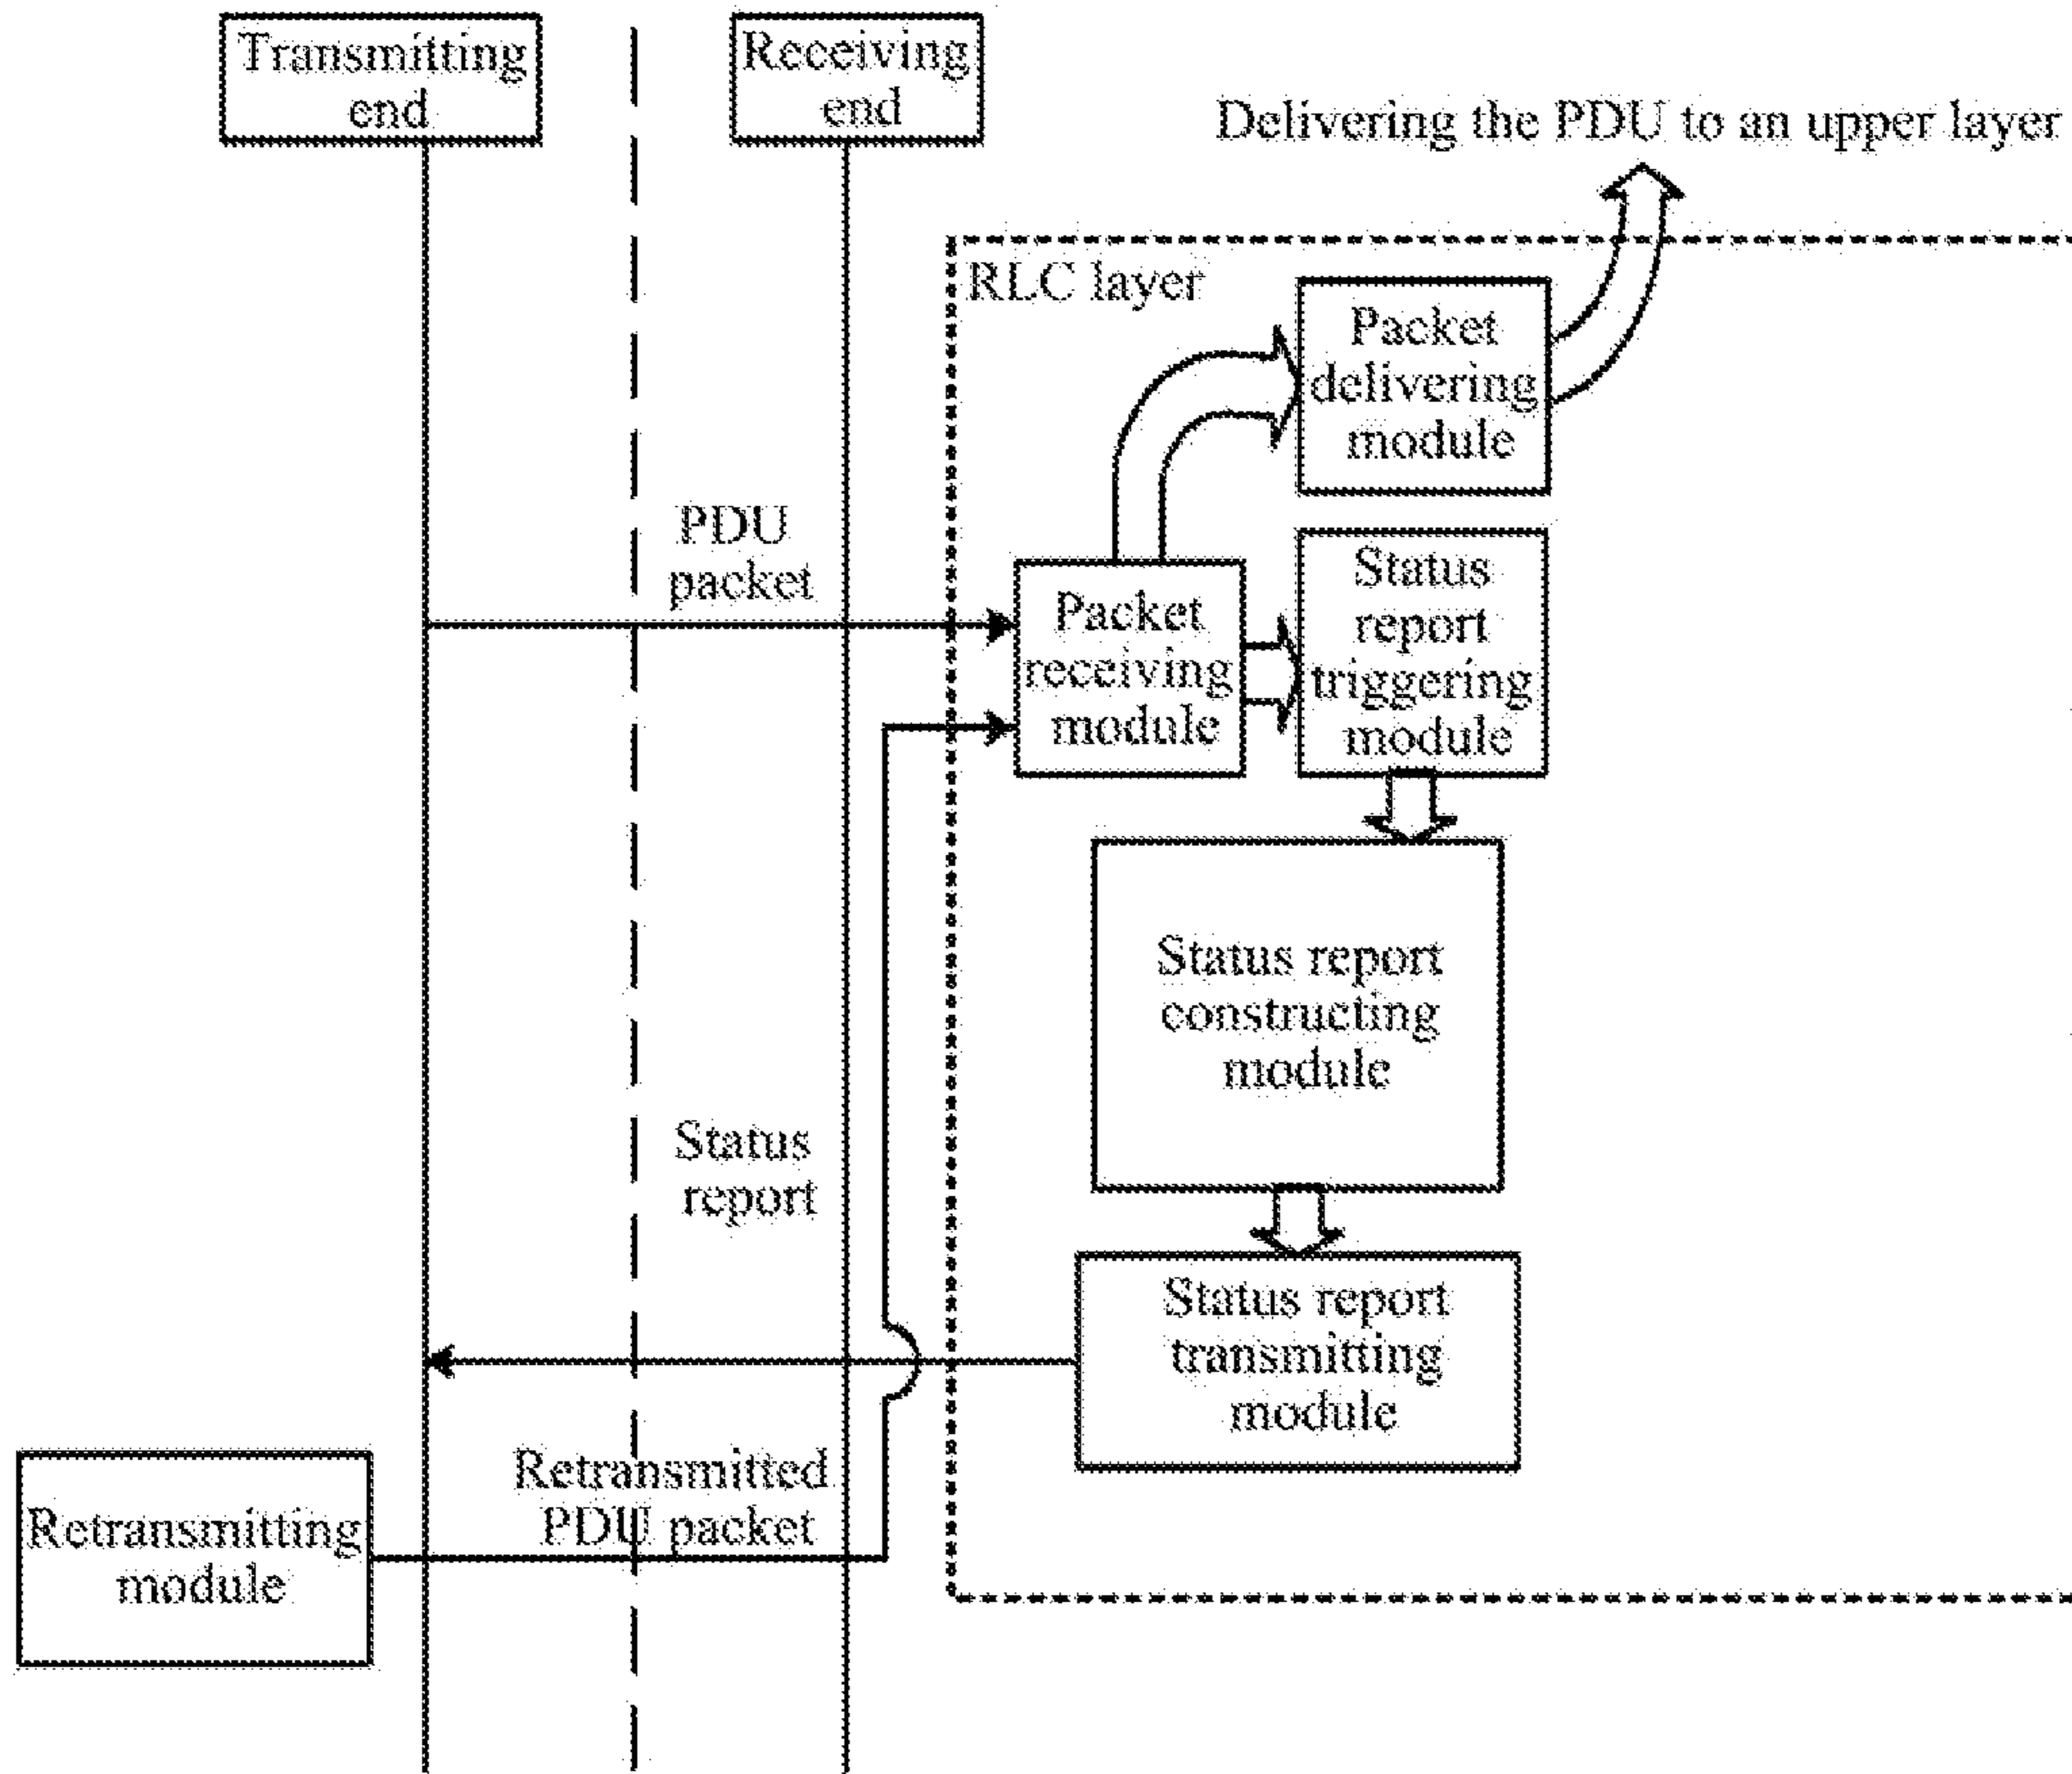 Transmitting
end
Receiving
end
Delivering the PDU to an upper layer
RLC layer
Packet
delivering
module
PDU
packet
Packet
receiving
module
Status
report
triggering
module
Status report
constructing
module
Status
report
Status report
transmitting
module
Retransmitted
PDU packet
Retransmitting
module